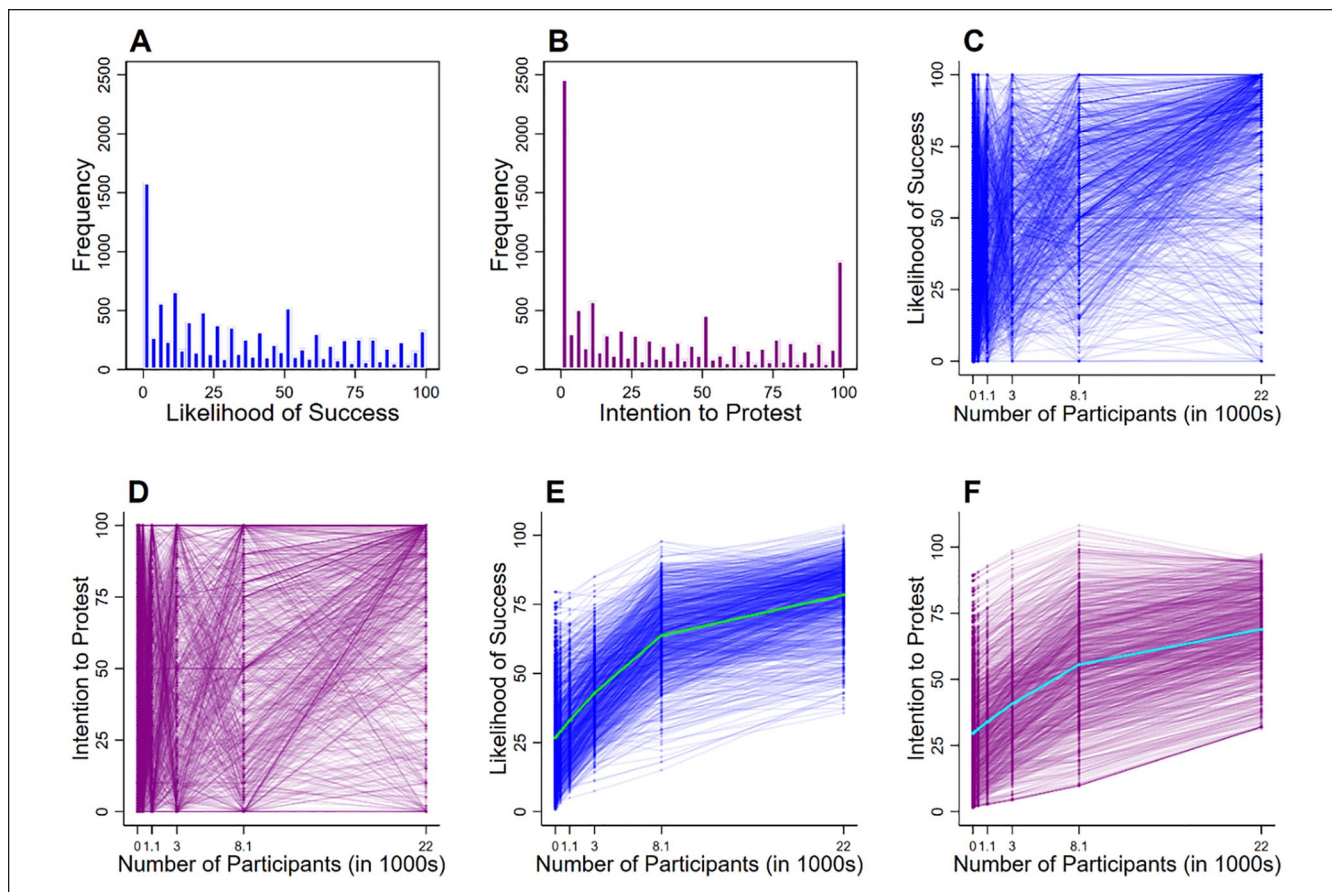 A
B
C
Frequency
0 500 1000 1500 2000 2500
0 25 50 75 100
Likelihood of Success
Frequency
0 500 1000 1500 2000 2500
0 25 50 75 100
Intention to Protest
Likelihood of Success
0 25 50 75 100
0 1.1 3 8.1 22
Number of Participants (in 1000s)
D
E
F
Intention to Protest
0 25 50 75 100
0 1.1 3 8.1 22
Number of Participants (in 1000s)
Likelihood of Success
0 25 50 75 100
0 1.1 3 8.1 22
Number of Participants (in 1000s)
Intention to Protest
0 25 50 75 100
0 1.1 3 8.1 22
Number of Participants (in 1000s)